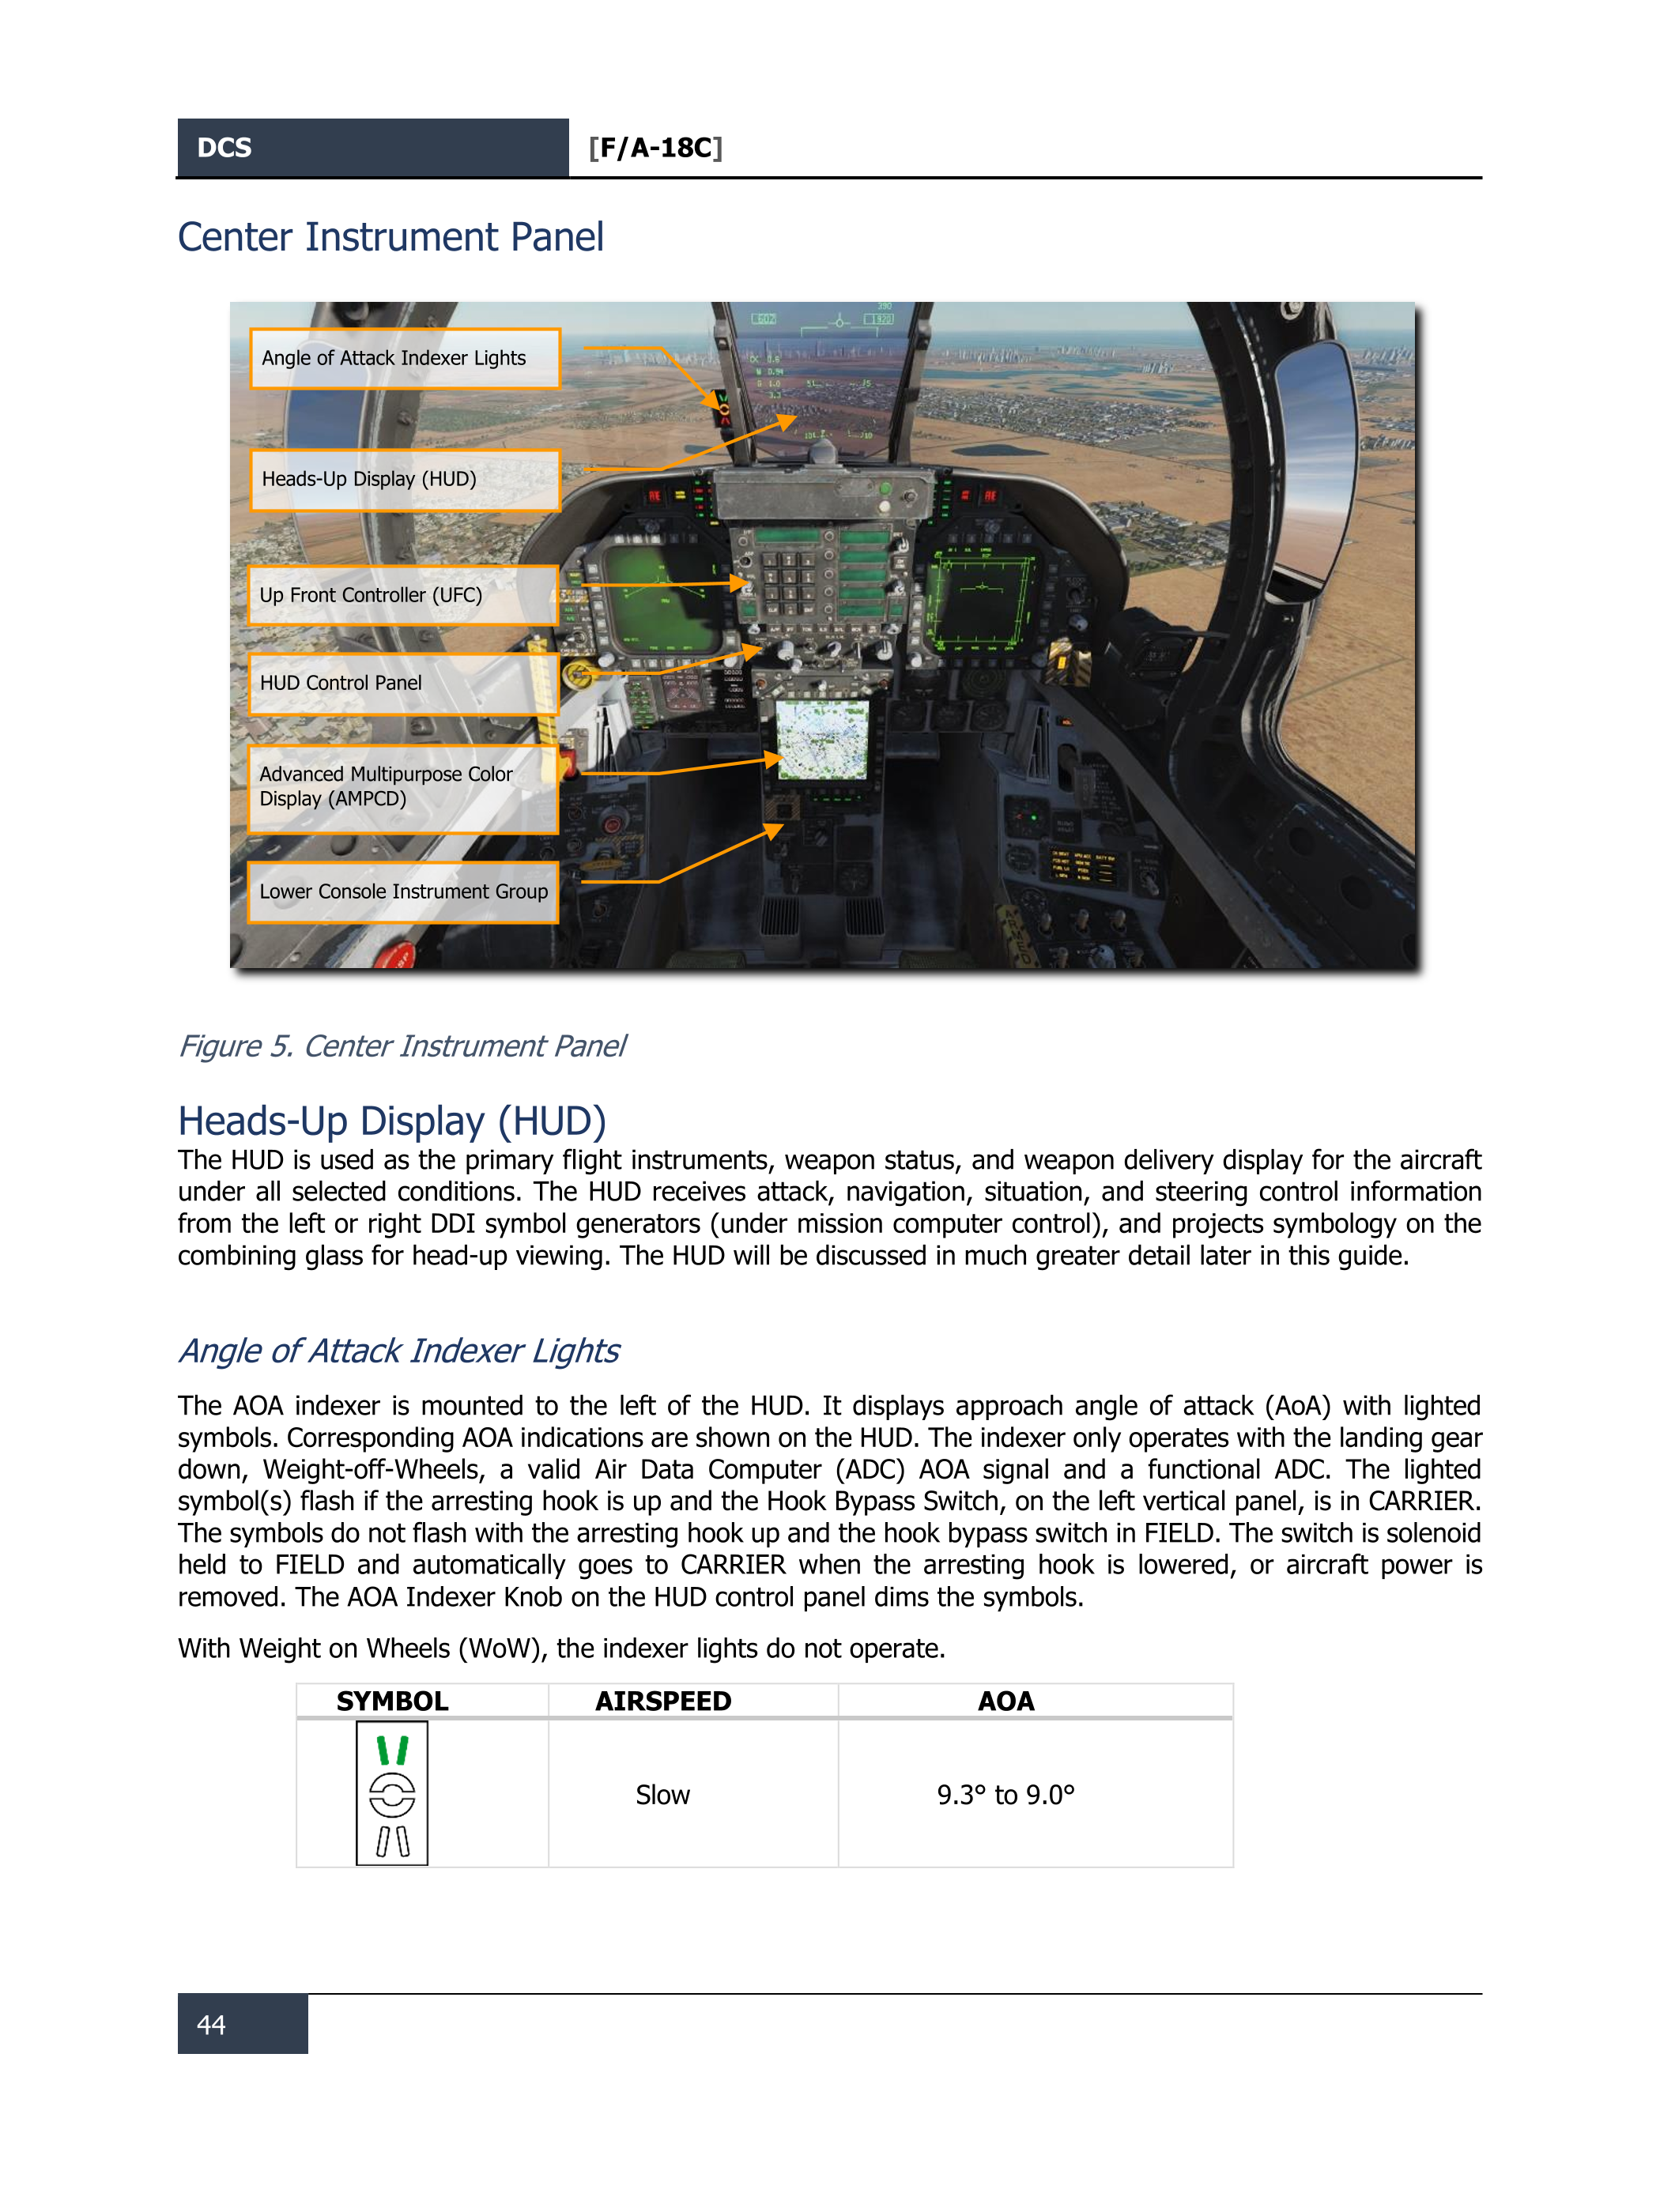 DCS [F/A-18C]
Center Instrument Panel
Angle of Attack Indexer Lights
Heads-Up Display (HUD)
Up Front Controller (UFC)
HUD Control Panel
Advanced Multipurpose Color
Display (AMPCD)
Lower Console Instrument Group
Figure 5. Center Instrument Panel
Heads-Up Display (HUD)
The HUD is used as the primary flight instruments, weapon status, and weapon delivery display for the aircraft
under all selected conditions. The HUD receives attack, navigation, situation, and steering control information
from the left or right DDI symbol generators (under mission computer control), and projects symbology on the
combining glass for head-up viewing. The HUD will be discussed in much greater detail later in this guide.
Angle of Attack Indexer Lights
The AOA indexer is mounted to the left of the HUD. It displays approach angle of attack (AoA) with lighted
symbols. Corresponding AOA indications are shown on the HUD. The indexer only operates with the landing gear
down, Weight-off-Wheels, a valid Air Data Computer (ADC) AOA signal and a functional ADC. The lighted
symbol(s) flash if the arresting hook is up and the Hook Bypass Switch, on the left vertical panel, is in CARRIER.
The symbols do not flash with the arresting hook up and the hook bypass switch in FIELD. The switch is solenoid
held to FIELD and automatically goes to CARRIER when the arresting hook is lowered, or aircraft power is
removed. The AOA Indexer Knob on the HUD control panel dims the symbols.
With Weight on Wheels (WoW), the indexer lights do not operate.
SYMBOL AIRSPEED AOA
Slow 9.3° to 9.0°
44